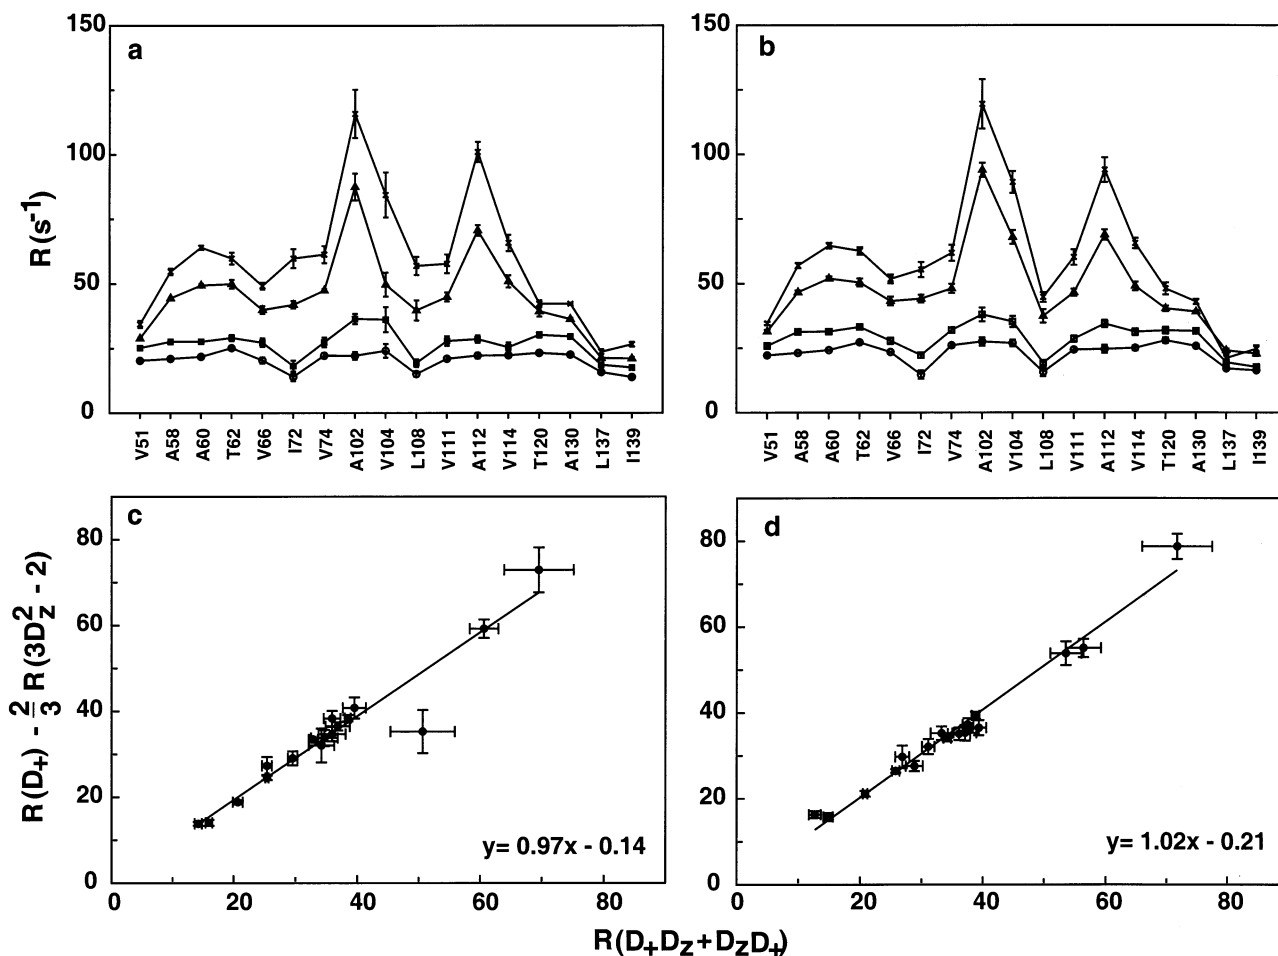 a
150
100
50
0
R (s⁻¹)
V51 A58 A60 T62 V66 I72 V74 A102 V104 L108 V111 A112 V114 T120 A130 L137 I139
b
150
100
50
0
V51 A58 A60 T62 V66 I72 V74 A102 V104 L108 V111 A112 V114 T120 A130 L137 I139
c
80
60
40
20
0
R(D₊) - 2/3 R(3D_z² - 2)
y= 0.97x - 0.14
0 20 40 60 80
d
80
60
40
20
0
y= 1.02x - 0.21
0 20 40 60 80
R(D₊D_z+D_zD₊)